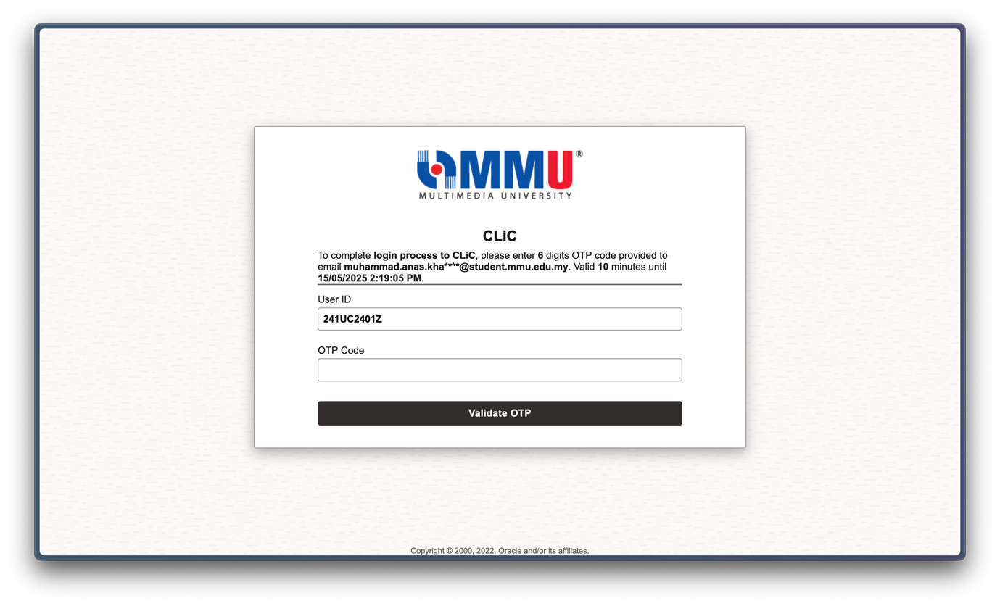 MMU®
MULTIMEDIA UNIVERSITY
CLiC
To complete login process to CLiC, please enter 6 digits OTP code provided to
email muhammad.anas.kha****@student.mmu.edu.my. Valid 10 minutes until
15/05/2025 2:19:05 PM.
User ID
241UC2401Z
OTP Code
Validate OTP
Copyright © 2000, 2022, Oracle and/or its affiliates.